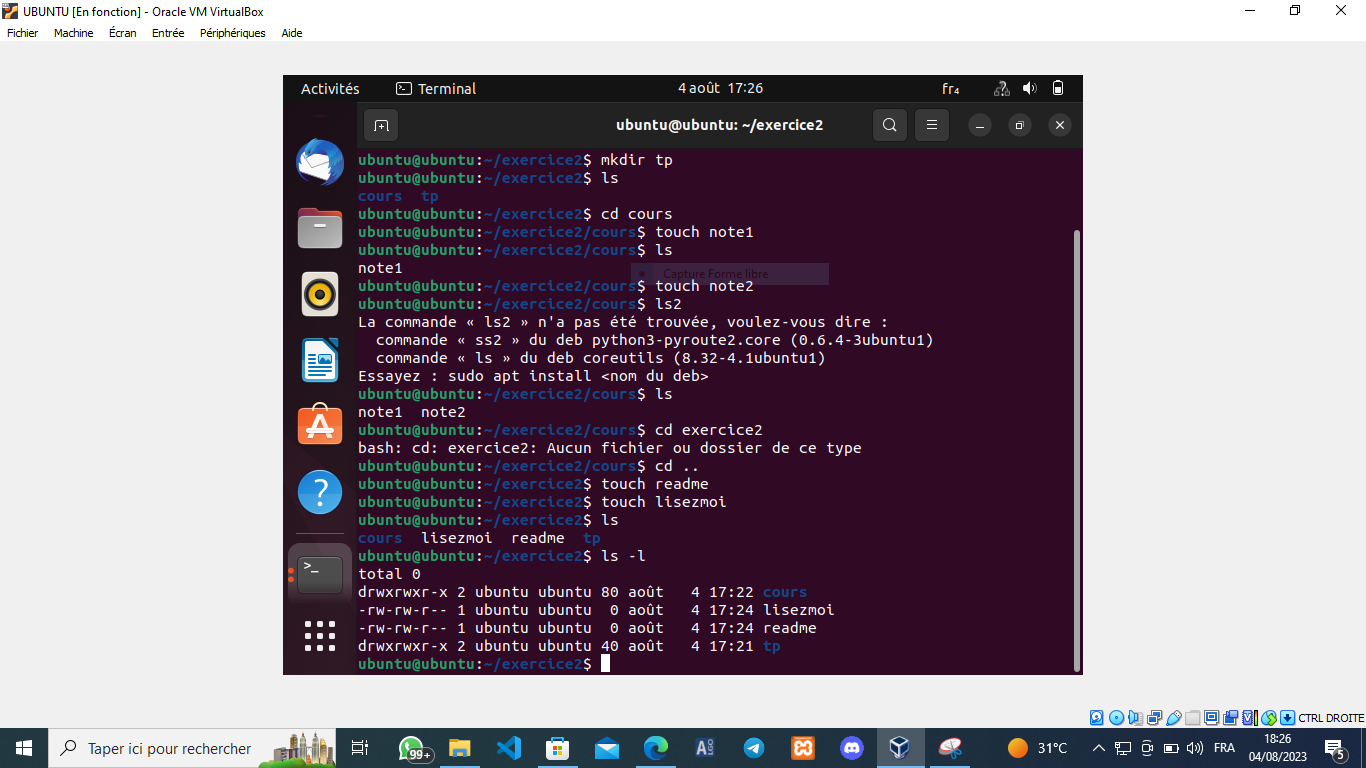 UBUNTU [En fonction] - Oracle VM VirtualBox
Fichier Machine Écran Entrée Périphériques Aide
Activités Terminal 4 août 17:26 fr₄
ubuntu@ubuntu: ~/exercice2
ubuntu@ubuntu:~/exercice2$ mkdir tp
ubuntu@ubuntu:~/exercice2$ ls
cours tp
ubuntu@ubuntu:~/exercice2$ cd cours
ubuntu@ubuntu:~/exercice2/cours$ touch note1
ubuntu@ubuntu:~/exercice2/cours$ ls
note1
Capture Forme libre
ubuntu@ubuntu:~/exercice2/cours$ touch note2
ubuntu@ubuntu:~/exercice2/cours$ ls2
La commande « ls2 » n'a pas été trouvée, voulez-vous dire :
commande « ss2 » du deb python3-pyroute2.core (0.6.4-3ubuntu1)
commande « ls » du deb coreutils (8.32-4.1ubuntu1)
Essayez : sudo apt install <nom du deb>
ubuntu@ubuntu:~/exercice2/cours$ ls
note1 note2
ubuntu@ubuntu:~/exercice2/cours$ cd exercice2
bash: cd: exercice2: Aucun fichier ou dossier de ce type
ubuntu@ubuntu:~/exercice2/cours$ cd ..
ubuntu@ubuntu:~/exercice2$ touch readme
ubuntu@ubuntu:~/exercice2$ touch lisezmoi
ubuntu@ubuntu:~/exercice2$ ls
cours lisezmoi readme tp
ubuntu@ubuntu:~/exercice2$ ls -l
total 0
drwxrwxr-x 2 ubuntu ubuntu 80 août 4 17:22 cours
-rw-rw-r-- 1 ubuntu ubuntu 0 août 4 17:24 lisezmoi
-rw-rw-r-- 1 ubuntu ubuntu 0 août 4 17:24 readme
drwxrwxr-x 2 ubuntu ubuntu 40 août 4 17:21 tp
ubuntu@ubuntu:~/exercice2$
CTRL DROITE
Taper ici pour rechercher 99+ 31°C FRA 18:26
04/08/2023 5